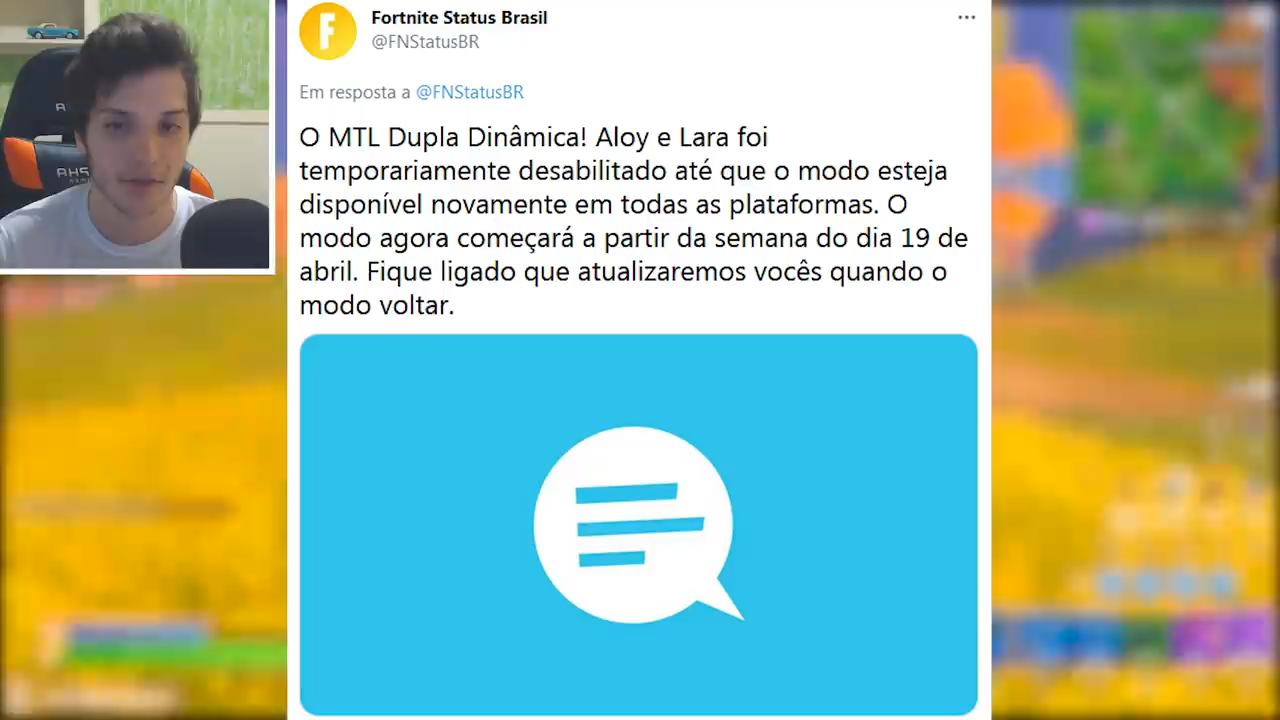 Fortnite Status Brasil
@FNStatusBR
Em resposta a @FNStatusBR
O MTL Dupla Dinâmica! Aloy e Lara foi
temporariamente desabilitado até que o modo esteja
disponível novamente em todas as plataformas. O
modo agora começará a partir da semana do dia 19 de
abril. Fique ligado que atualizaremos vocês quando o
modo voltar.